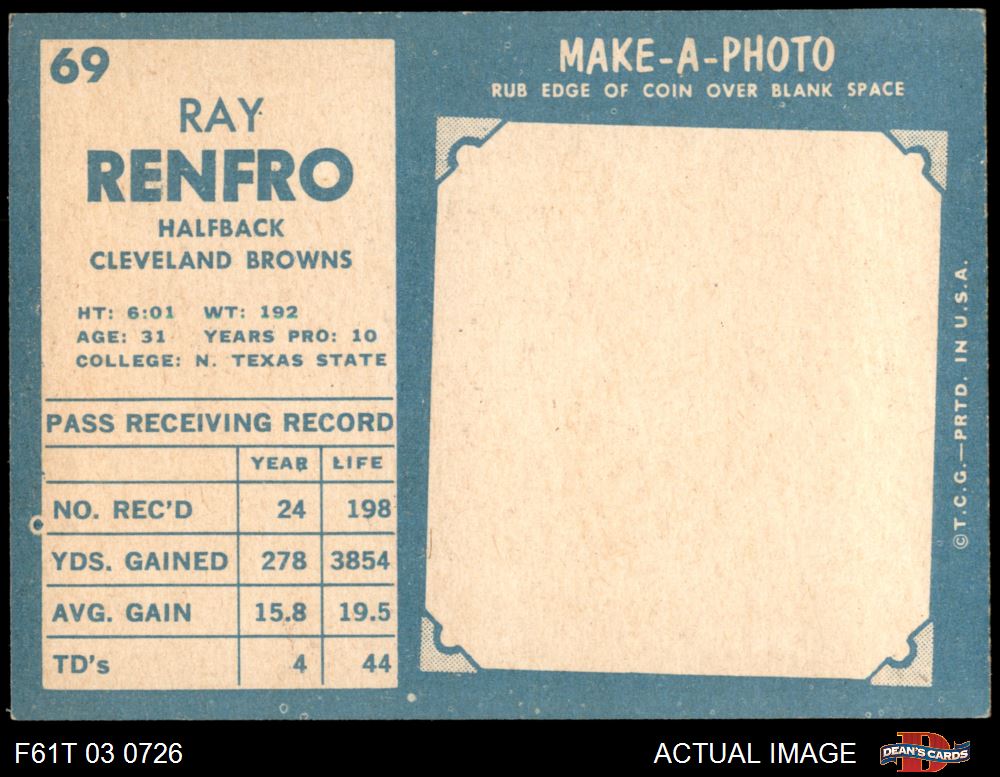 69
RAY
RENFRO
HALFBACK
CLEVELAND BROWNS
HT: 6:01 WT: 192
AGE: 31 YEARS PRO: 10
COLLEGE: N. TEXAS STATE
PASS RECEIVING RECORD
YEAR LIFE
NO. REC'D 24 198
YDS. GAINED 278 3854
AVG. GAIN 15.8 19.5
TD's 4 44
MAKE-A-PHOTO
RUB EDGE OF COIN OVER BLANK SPACE
©T.C.G.—PRTD. IN U.S.A.
F61T 03 0726
ACTUAL IMAGE
D
DEAN'S CARDS